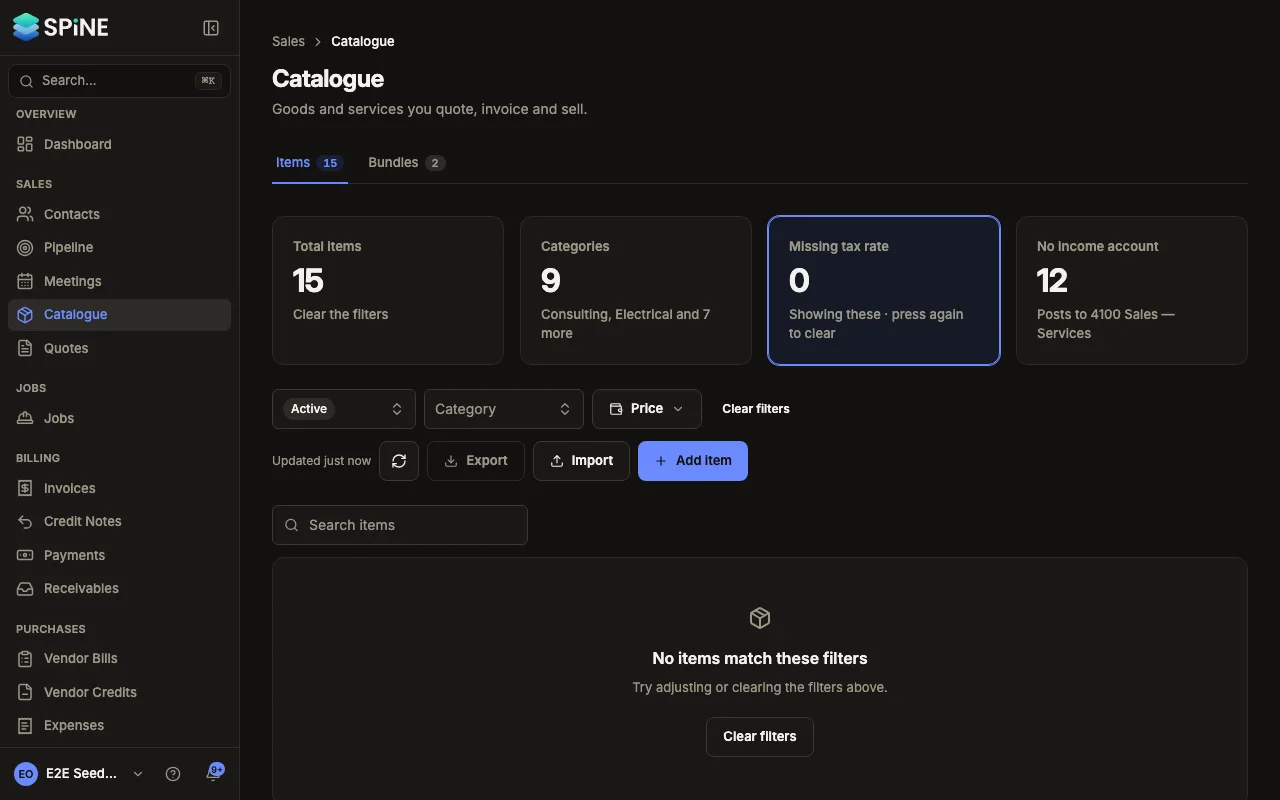 SPiNE
Search...
⌘K
OVERVIEW
Dashboard
SALES
Contacts
Pipeline
Meetings
Catalogue
Quotes
JOBS
Jobs
BILLING
Invoices
Credit Notes
Payments
Receivables
PURCHASES
Vendor Bills
Vendor Credits
Expenses
EO
E2E Seed...
9+
Sales > Catalogue
Catalogue
Goods and services you quote, invoice and sell.
Items 15
Bundles 2
Total items
15
Clear the filters
Categories
9
Consulting, Electrical and 7
more
Missing tax rate
0
Showing these · press again
to clear
No income account
12
Posts to 4100 Sales —
Services
Active
Category
Price
Clear filters
Updated just now
Export
Import
+ Add item
Search items
No items match these filters
Try adjusting or clearing the filters above.
Clear filters